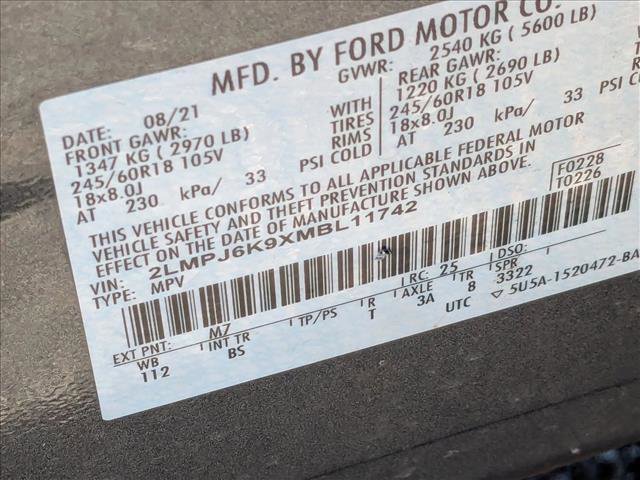 MFD. BY FORD MOTOR CO.
DATE: 08/21 GVWR: 2540 KG ( 5600 LB)
FRONT GAWR: WITH REAR GAWR:
1347 KG ( 2970 LB) TIRES 1220 KG ( 2690 LB)
245/60R18 105V RIMS 245/60R18 105V
18x8.0J PSI COLD 18x8.0J PSI COLD
AT 230 kPa/ 33 AT 230 kPa/ 33
THIS VEHICLE CONFORMS TO ALL APPLICABLE FEDERAL MOTOR
VEHICLE SAFETY AND THEFT PREVENTION STANDARDS IN
EFFECT ON THE DATE OF MANUFACTURE SHOWN ABOVE.
F0228
T0226
VIN: 2LMPJ6K9XMBL11742
TYPE: MPV
EXT PNT: M7 RC: 25 DSO:
WB INT TR TP/PS R AXLE TR SPR
112 BS T 3A 8 3322
UTC 5U5A-1520472-BA